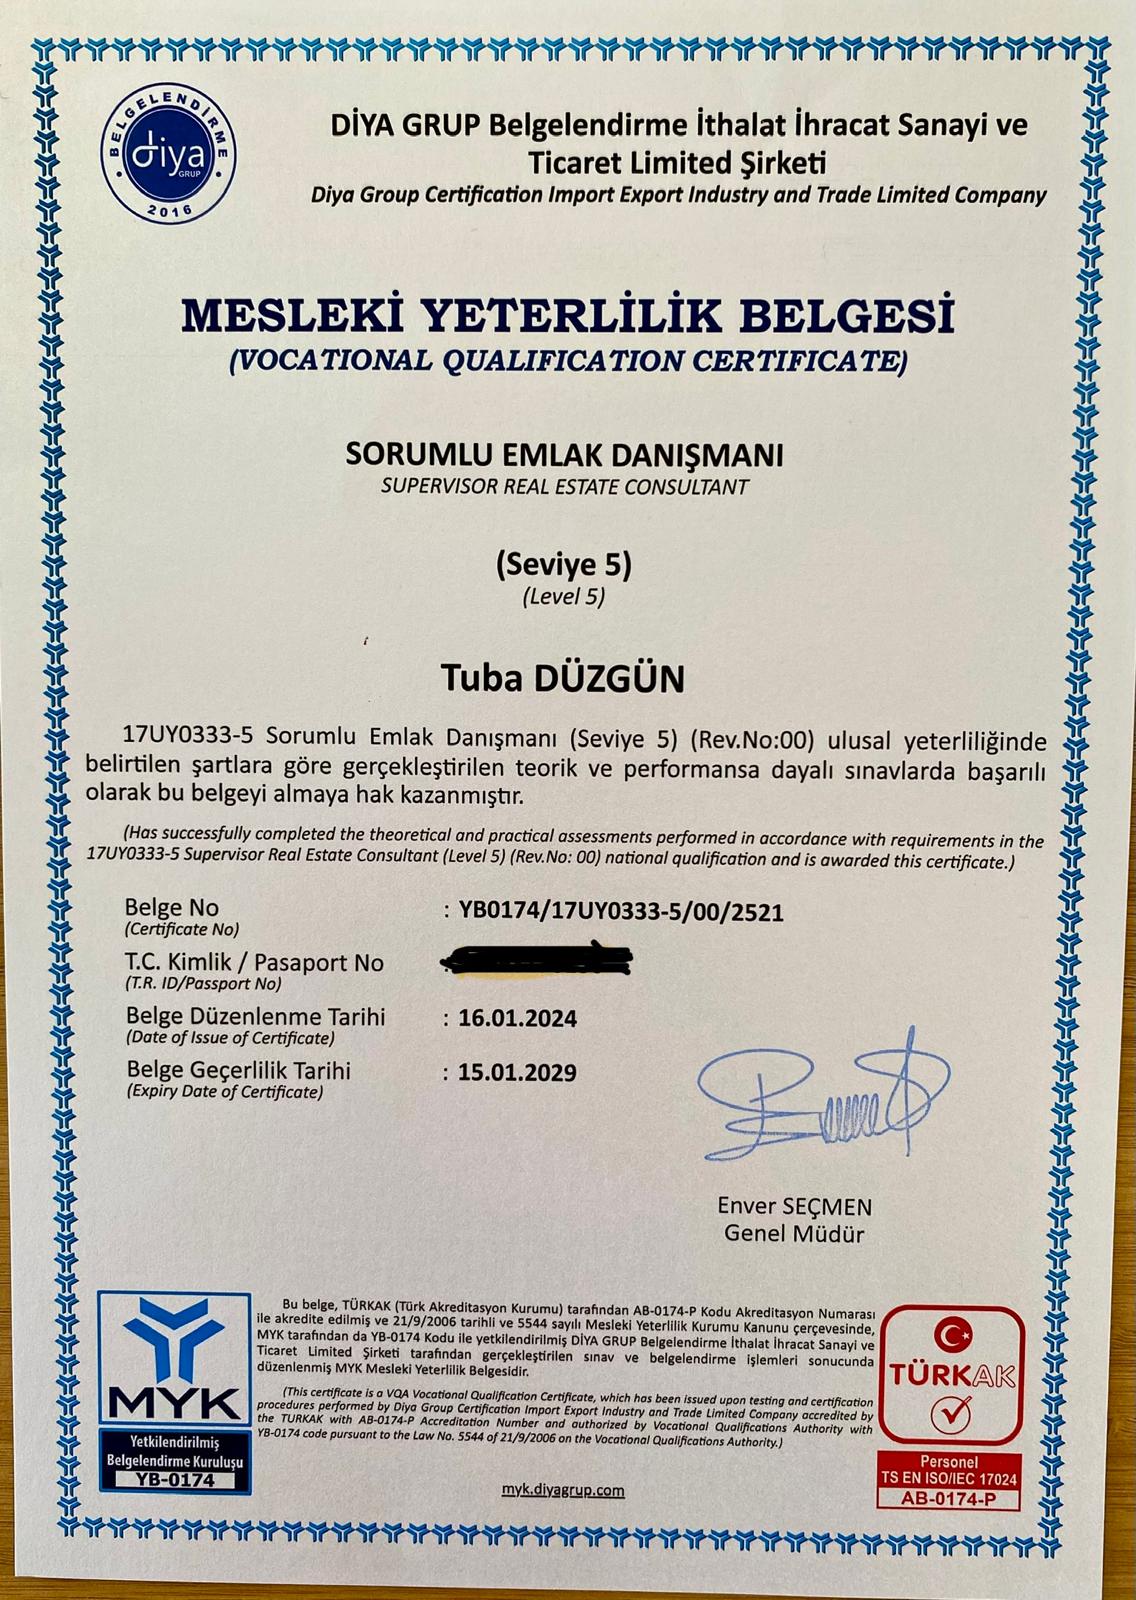 BELGELENDİRME
diya
GRUP
2016
DİYA GRUP Belgelendirme İthalat İhracat Sanayi ve
Ticaret Limited Şirketi
Diya Group Certification Import Export Industry and Trade Limited Company
MESLEKİ YETERLİLİK BELGESİ
(VOCATIONAL QUALIFICATION CERTIFICATE)
SORUMLU EMLAK DANIŞMANI
SUPERVISOR REAL ESTATE CONSULTANT
(Seviye 5)
(Level 5)
Tuba DÜZGÜN
17UY0333-5 Sorumlu Emlak Danışmanı (Seviye 5) (Rev.No:00) ulusal yeterliliğinde
belirtilen şartlara göre gerçekleştirilen teorik ve performansa dayalı sınavlarda başarılı
olarak bu belgeyi almaya hak kazanmıştır.
(Has successfully completed the theoretical and practical assessments performed in accordance with requirements in the
17UY0333-5 Supervisor Real Estate Consultant (Level 5) (Rev.No: 00) national qualification and is awarded this certificate.)
Belge No : YB0174/17UY0333-5/00/2521
(Certificate No)
T.C. Kimlik / Pasaport No
(T.R. ID/Passport No)
Belge Düzenlenme Tarihi : 16.01.2024
(Date of Issue of Certificate)
Belge Geçerlilik Tarihi : 15.01.2029
(Expiry Date of Certificate)
Enver SEÇMEN
Genel Müdür
Bu belge, TÜRKAK (Türk Akreditasyon Kurumu) tarafından AB-0174-P Kodu Akreditasyon Numarası
ile akredite edilmiş ve 21/9/2006 tarihli ve 5544 sayılı Mesleki Yeterlilik Kurumu Kanunu çerçevesinde,
MYK tarafından da YB-0174 Kodu ile yetkilendirilmiş DİYA GRUP Belgelendirme İthalat İhracat Sanayi ve
Ticaret Limited Şirketi tarafından gerçekleştirilen sınav ve belgelendirme işlemleri sonucunda
düzenlenmiş MYK Mesleki Yeterlilik Belgesidir.
(This certificate is a VQA Vocational Qualification Certificate, which has been issued upon testing and certification
procedures performed by Diya Group Certification Import Export Industry and Trade Limited Company accredited by
the TURKAK with AB-0174-P Accreditation Number and authorized by Vocational Qualifications Authority with
YB-0174 code pursuant to the Law No. 5544 of 21/9/2006 on the Vocational Qualifications Authority.)
myk.diyagrup.com
MYK
Yetkilendirilmiş
Belgelendirme Kuruluşu
YB-0174
TÜRKAK
Personel
TS EN ISO/IEC 17024
AB-0174-P